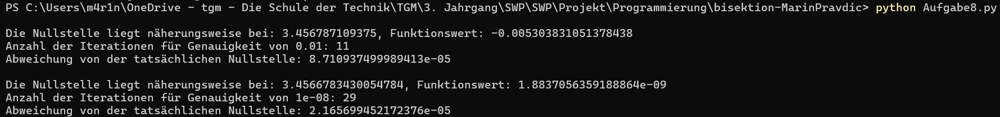 PS C:\Users\m4r1n\OneDrive - tgm - Die Schule der Technik\TGM\3. Jahrgang\SWP\SWP\Projekt\Programmierung\bisektion-MarinPravdic> python Aufgabe8.py
Die Nullstelle liegt näherungsweise bei: 3.456787109375, Funktionswert: -0.005303831051378438
Anzahl der Iterationen für Genauigkeit von 0.01: 11
Abweichung von der tatsächlichen Nullstelle: 8.710937499989413e-05
Die Nullstelle liegt näherungsweise bei: 3.4566783430054784, Funktionswert: 1.8837056359188864e-09
Anzahl der Iterationen für Genauigkeit von 1e-08: 29
Abweichung von der tatsächlichen Nullstelle: 2.165699452172376e-05